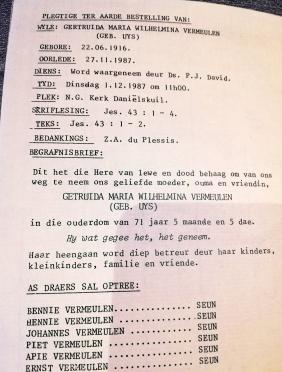 PLEGTIGE TER AARDE BESTELLING VAN:
WYLE: GERTRUIDA MARIA WILHELMINA VERMEULEN
(GEB. UYS)
GEBORE: 22.06.1916.
OORLEDE: 27.11.1987.
DIENS: Word waargeneem deur Ds. P.J. David.
TYD: Dinsdag 1.12.1987 om 11h00.
PLEK: N.G. Kerk Daniëlskuil.
SKRIFLESING: Jes. 43 : 1 - 4.
TEKS: Jes. 43 : 1 - 2.
BEDANKINGS: Z.A. du Plessis.
BEGRAFNISBRIEF:
Dit het die Here van lewe en dood behaag om van ons
weg te neem ons geliefde moeder, ouma en vriendin,
GETRUIDA MARIA WILHELMINA VERMEULEN
(GEB. UYS)
in die ouderdom van 71 jaar 5 maande en 5 dae.
Hy wat gegee het, het geneem.
Haar heengaan word diep betreur deur haar kinders,
kleinkinders, familie en vriende.
AS DRAERS SAL OPTREE:
BENNIE VERMEULEN............... SEUN
HENNIE VERMEULEN............... SEUN
JOHANNES VERMEULEN ............ SEUN
PIET VERMEULEN ................ SEUN
APIE VERMEULEN................. SEUN
ERNST VERMEULEN................ SEUN